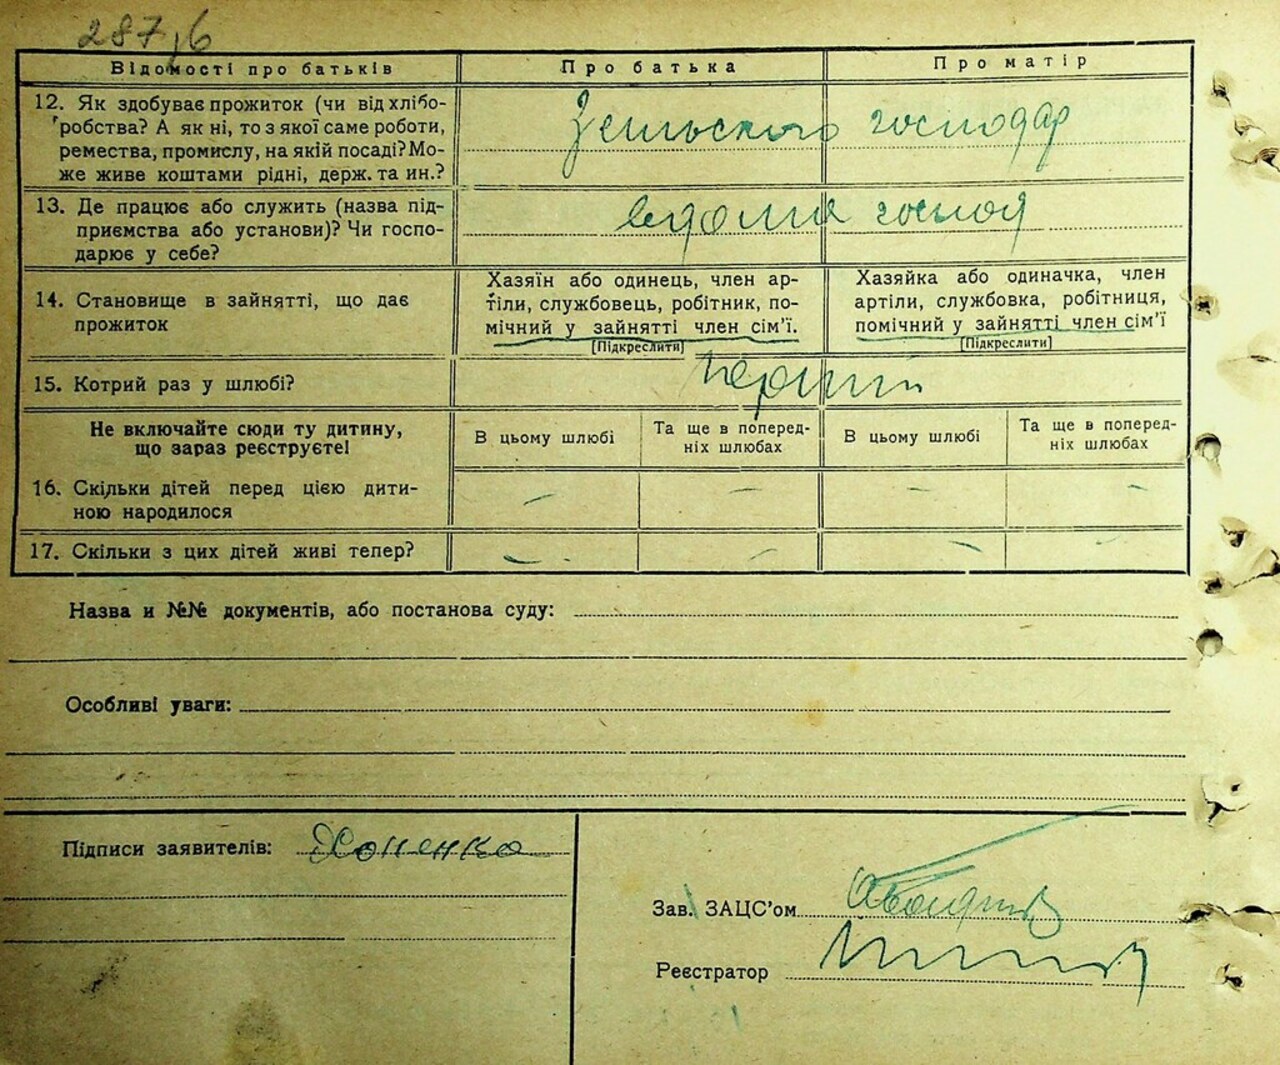 287, б
Відомості про батьків
Про батька
Про матір
12. Як здобуває прожиток (чи від хлібо-
робства? А як ні, то з якої саме роботи,
ремества, промислу, на якій посаді? Мо-
же живе коштами рідні, держ. та ин.?
Зсильского господар
13. Де працює або служить (назва під-
приємства або установи)? Чи госпо-
дарює у себе?
господ
14. Становище в зайнятті, що дає
прожиток
Хазяїн або одинець, член ар-
тіли, службовець, робітник, по-
мічний у зайнятті член сім'ї.
[Підкреслити]
Хазяйка або одиначка, член
артіли, службовка, робітниця,
помічний у зайнятті член сім'ї
[Підкреслити]
15. Котрий раз у шлюбі?
перший
Не включайте сюди ту дитину,
що зараз реєструєте!
В цьому шлюбі
Та ще в поперед-
ніх шлюбах
В цьому шлюбі
Та ще в поперед-
ніх шлюбах
16. Скільки дітей перед цією дити-
ною народилося
– – – –
17. Скільки з цих дітей живі тепер?
– – – –
Назва и №№ документів, або постанова суду:
Особливі уваги:
Підписи заявителів:
Зав. ЗАЦС'ом
Реєстратор